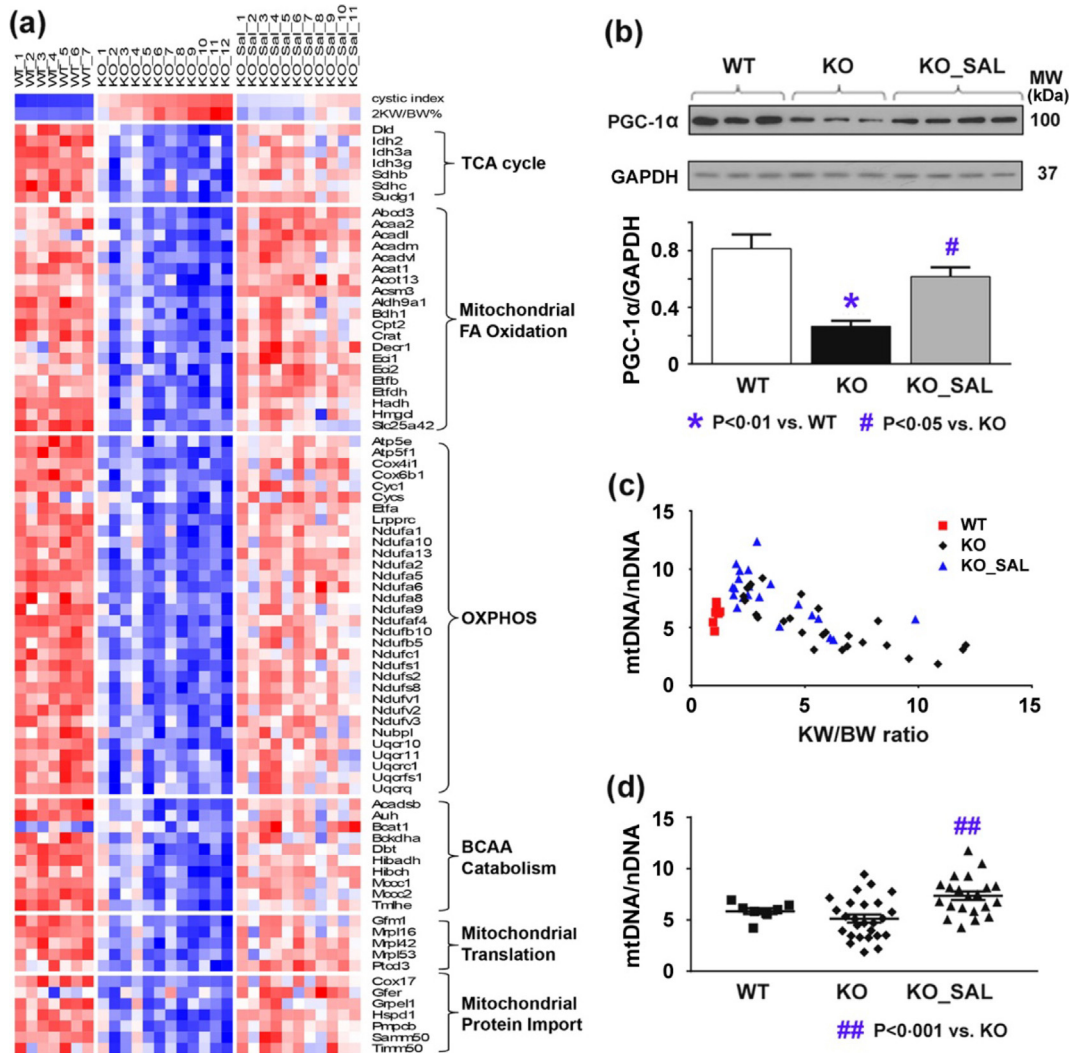 (a)
WT_1
WT_2
WT_3
WT_4
WT_5
WT_6
WT_7
KO_1
KO_2
KO_3
KO_4
KO_5
KO_6
KO_7
KO_8
KO_9
KO_10
KO_11
KO_12
KO_Sal_1
KO_Sal_2
KO_Sal_3
KO_Sal_4
KO_Sal_5
KO_Sal_6
KO_Sal_7
KO_Sal_8
KO_Sal_9
KO_Sal_10
KO_Sal_11
cystic index
2KW/BW%
Dld
Idh2
Idh3a
Idh3g
Sdhb
Sdhc
Sudg1
TCA cycle
Abcd3
Acaa2
Acadl
Acadm
Acadvl
Acat1
Acot13
Acsm3
Aldh9a1
Bdh1
Cpt2
Crat
Decr1
Eci1
Eci2
Etfb
Etfdh
Hadh
Hmgcl
Slc25a42
Mitochondrial
FA Oxidation
Atp5e
Atp5f1
Cox4i1
Cox6b1
Cyc1
Cycs
Etfa
Lrpprc
Ndufa1
Ndufa10
Ndufa13
Ndufa2
Ndufa5
Ndufa6
Ndufa8
Ndufa9
Ndufaf4
Ndufb10
Ndufb5
Ndufc1
Ndufs1
Ndufs2
Ndufs8
Ndufv1
Ndufv2
Ndufv3
Nubpl
Uqcr10
Uqcr11
Uqcrc1
Uqcrfs1
Uqcrq
OXPHOS
Acadsb
Auh
Bcat1
Bckdha
Dbt
Hibadh
Hibch
Mccc1
Mccc2
Tmlhe
BCAA
Catabolism
Gfm1
Mrpl16
Mrpl42
Mrpl53
Ptcd3
Mitochondrial
Translation
Cox17
Gfer
Grpel1
Hspd1
Pmpcb
Samm50
Timm50
Mitochondrial
Protein Import
(b)
WT KO KO_SAL MW
(kDa)
PGC-1α 100
GAPDH 37
PGC-1α/GAPDH
0.8
0.4
0
*
#
WT KO KO_SAL
* P<0·01 vs. WT # P<0·05 vs. KO
(c)
mtDNA/nDNA
15
10
5
0
0 5 10 15
KW/BW ratio
WT
KO
KO_SAL
(d)
mtDNA/nDNA
15
10
5
0
##
WT KO KO_SAL
## P<0·001 vs. KO